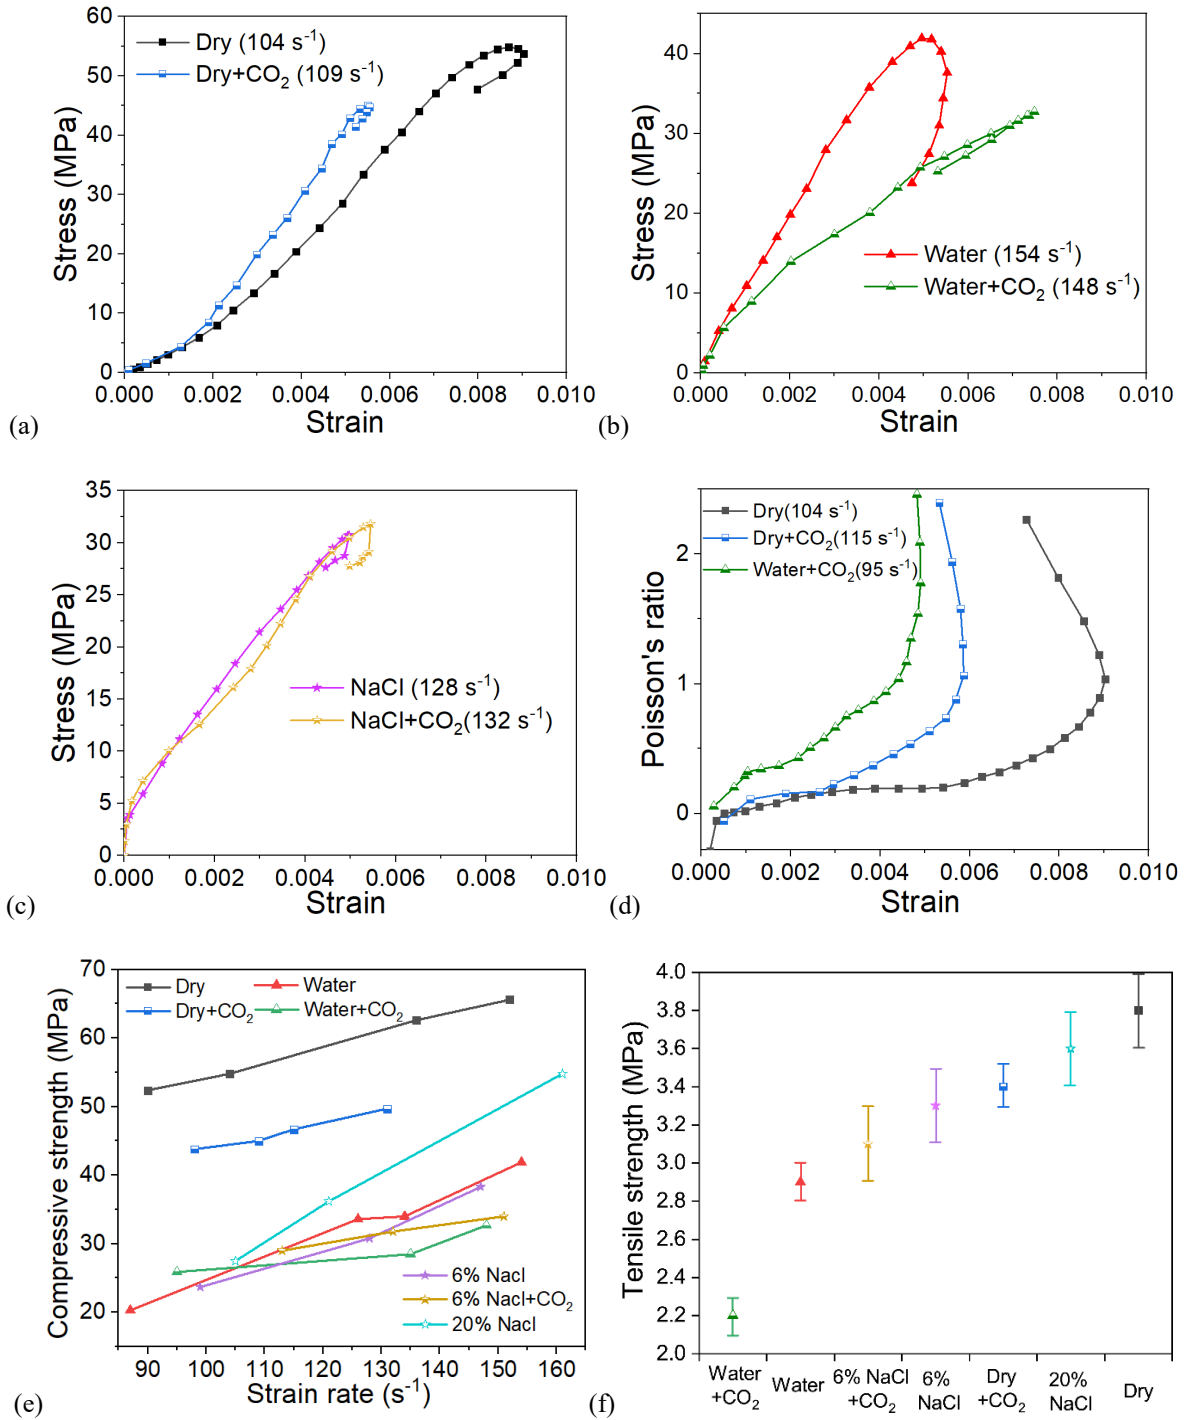 60
50
40
30
20
10
0
Stress (MPa)
Dry (104 s⁻¹)
Dry+CO₂ (109 s⁻¹)
0.000 0.002 0.004 0.006 0.008 0.010
Strain
(a)
40
30
20
10
0
Stress (MPa)
Water (154 s⁻¹)
Water+CO₂ (148 s⁻¹)
0.000 0.002 0.004 0.006 0.008 0.010
Strain
(b)
35
30
25
20
15
10
5
0
Stress (MPa)
NaCl (128 s⁻¹)
NaCl+CO₂(132 s⁻¹)
0.000 0.002 0.004 0.006 0.008 0.010
Strain
(c)
2
1
0
Poisson's ratio
Dry(104 s⁻¹)
Dry+CO₂(115 s⁻¹)
Water+CO₂(95 s⁻¹)
0.000 0.002 0.004 0.006 0.008 0.010
Strain
(d)
70
60
50
40
30
20
Compressive strength (MPa)
Dry
Water
Dry+CO₂
Water+CO₂
6% Nacl
6% Nacl+CO₂
20% Nacl
90 100 110 120 130 140 150 160
Strain rate (s⁻¹)
(e)
4.0
3.8
3.6
3.4
3.2
3.0
2.8
2.6
2.4
2.2
2.0
Tensile strength (MPa)
Water
+CO₂
Water
6% NaCl
+CO₂
6%
NaCl
Dry
+CO₂
20%
NaCl
Dry
(f)